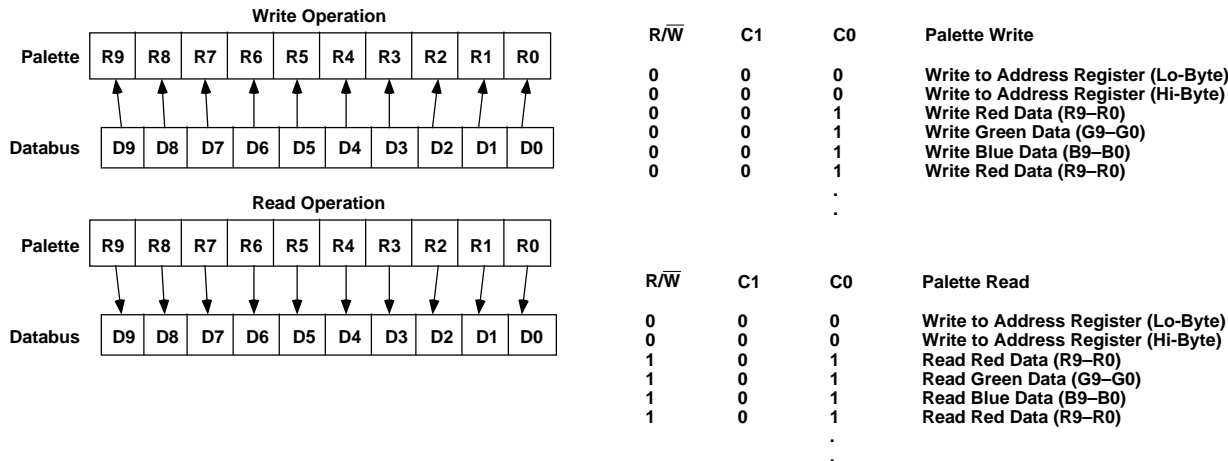 Write Operation
Palette R9 R8 R7 R6 R5 R4 R3 R2 R1 R0
Databus D9 D8 D7 D6 D5 D4 D3 D2 D1 D0
Read Operation
Palette R9 R8 R7 R6 R5 R4 R3 R2 R1 R0
Databus D9 D8 D7 D6 D5 D4 D3 D2 D1 D0
R/W̅ C1 C0 Palette Write
0 0 0 Write to Address Register (Lo-Byte)
0 0 0 Write to Address Register (Hi-Byte)
0 0 1 Write Red Data (R9–R0)
0 0 1 Write Green Data (G9–G0)
0 0 1 Write Blue Data (B9–B0)
0 0 1 Write Red Data (R9–R0)
.
.
R/W̅ C1 C0 Palette Read
0 0 0 Write to Address Register (Lo-Byte)
0 0 0 Write to Address Register (Hi-Byte)
1 0 1 Read Red Data (R9–R0)
1 0 1 Read Green Data (G9–G0)
1 0 1 Read Blue Data (B9–B0)
1 0 1 Read Red Data (R9–R0)
.
.